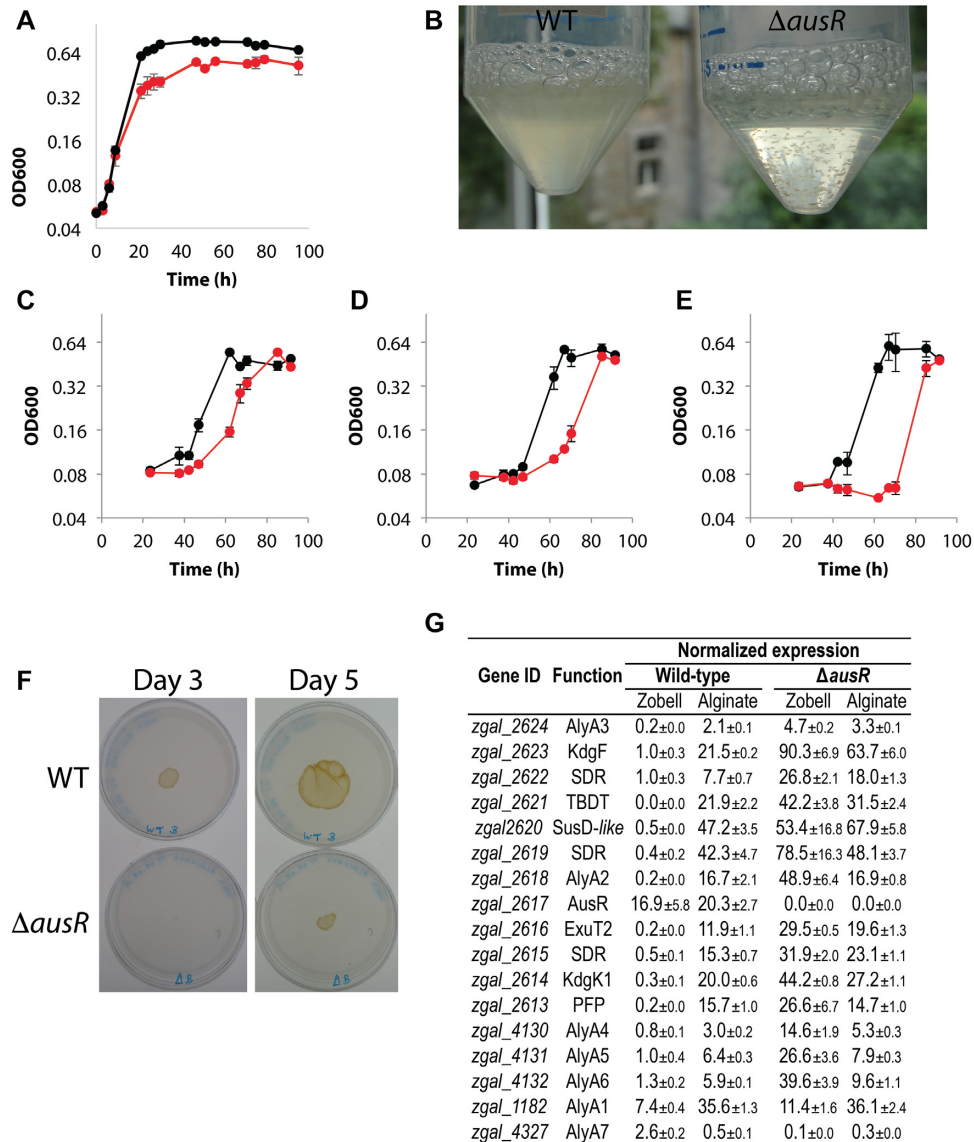 A
OD600
0.64
0.32
0.16
0.08
0.04
0 20 40 60 80 100
Time (h)
B
WT
ΔausR
C
OD600
0.64
0.32
0.16
0.08
0.04
0 20 40 60 80 100
Time (h)
D
OD600
0.64
0.32
0.16
0.08
0.04
0 20 40 60 80 100
Time (h)
E
OD600
0.64
0.32
0.16
0.08
0.04
0 20 40 60 80 100
Time (h)
F
Day 3 Day 5
WT
WT B
WT B
ΔausR
ΔB
ΔB
G
Normalized expression
Gene ID Function Wild-type ΔausR
Zobell Alginate Zobell Alginate
zgal_2624 AlyA3 0.2±0.0 2.1±0.1 4.7±0.2 3.3±0.1
zgal_2623 KdgF 1.0±0.3 21.5±0.2 90.3±6.9 63.7±6.0
zgal_2622 SDR 1.0±0.3 7.7±0.7 26.8±2.1 18.0±1.3
zgal_2621 TBDT 0.0±0.0 21.9±2.2 42.2±3.8 31.5±2.4
zgal2620 SusD-like 0.5±0.0 47.2±3.5 53.4±16.8 67.9±5.8
zgal_2619 SDR 0.4±0.2 42.3±4.7 78.5±16.3 48.1±3.7
zgal_2618 AlyA2 0.2±0.0 16.7±2.1 48.9±6.4 16.9±0.8
zgal_2617 AusR 16.9±5.8 20.3±2.7 0.0±0.0 0.0±0.0
zgal_2616 ExuT2 0.2±0.0 11.9±1.1 29.5±0.5 19.6±1.3
zgal_2615 SDR 0.5±0.1 15.3±0.7 31.9±2.0 23.1±1.1
zgal_2614 KdgK1 0.3±0.1 20.0±0.6 44.2±0.8 27.2±1.1
zgal_2613 PFP 0.2±0.0 15.7±1.0 26.6±6.7 14.7±1.0
zgal_4130 AlyA4 0.8±0.1 3.0±0.2 14.6±1.9 5.3±0.3
zgal_4131 AlyA5 1.0±0.4 6.4±0.3 26.6±3.6 7.9±0.3
zgal_4132 AlyA6 1.3±0.2 5.9±0.1 39.6±3.9 9.6±1.1
zgal_1182 AlyA1 7.4±0.4 35.6±1.3 11.4±1.6 36.1±2.4
zgal_4327 AlyA7 2.6±0.2 0.5±0.1 0.1±0.0 0.3±0.0